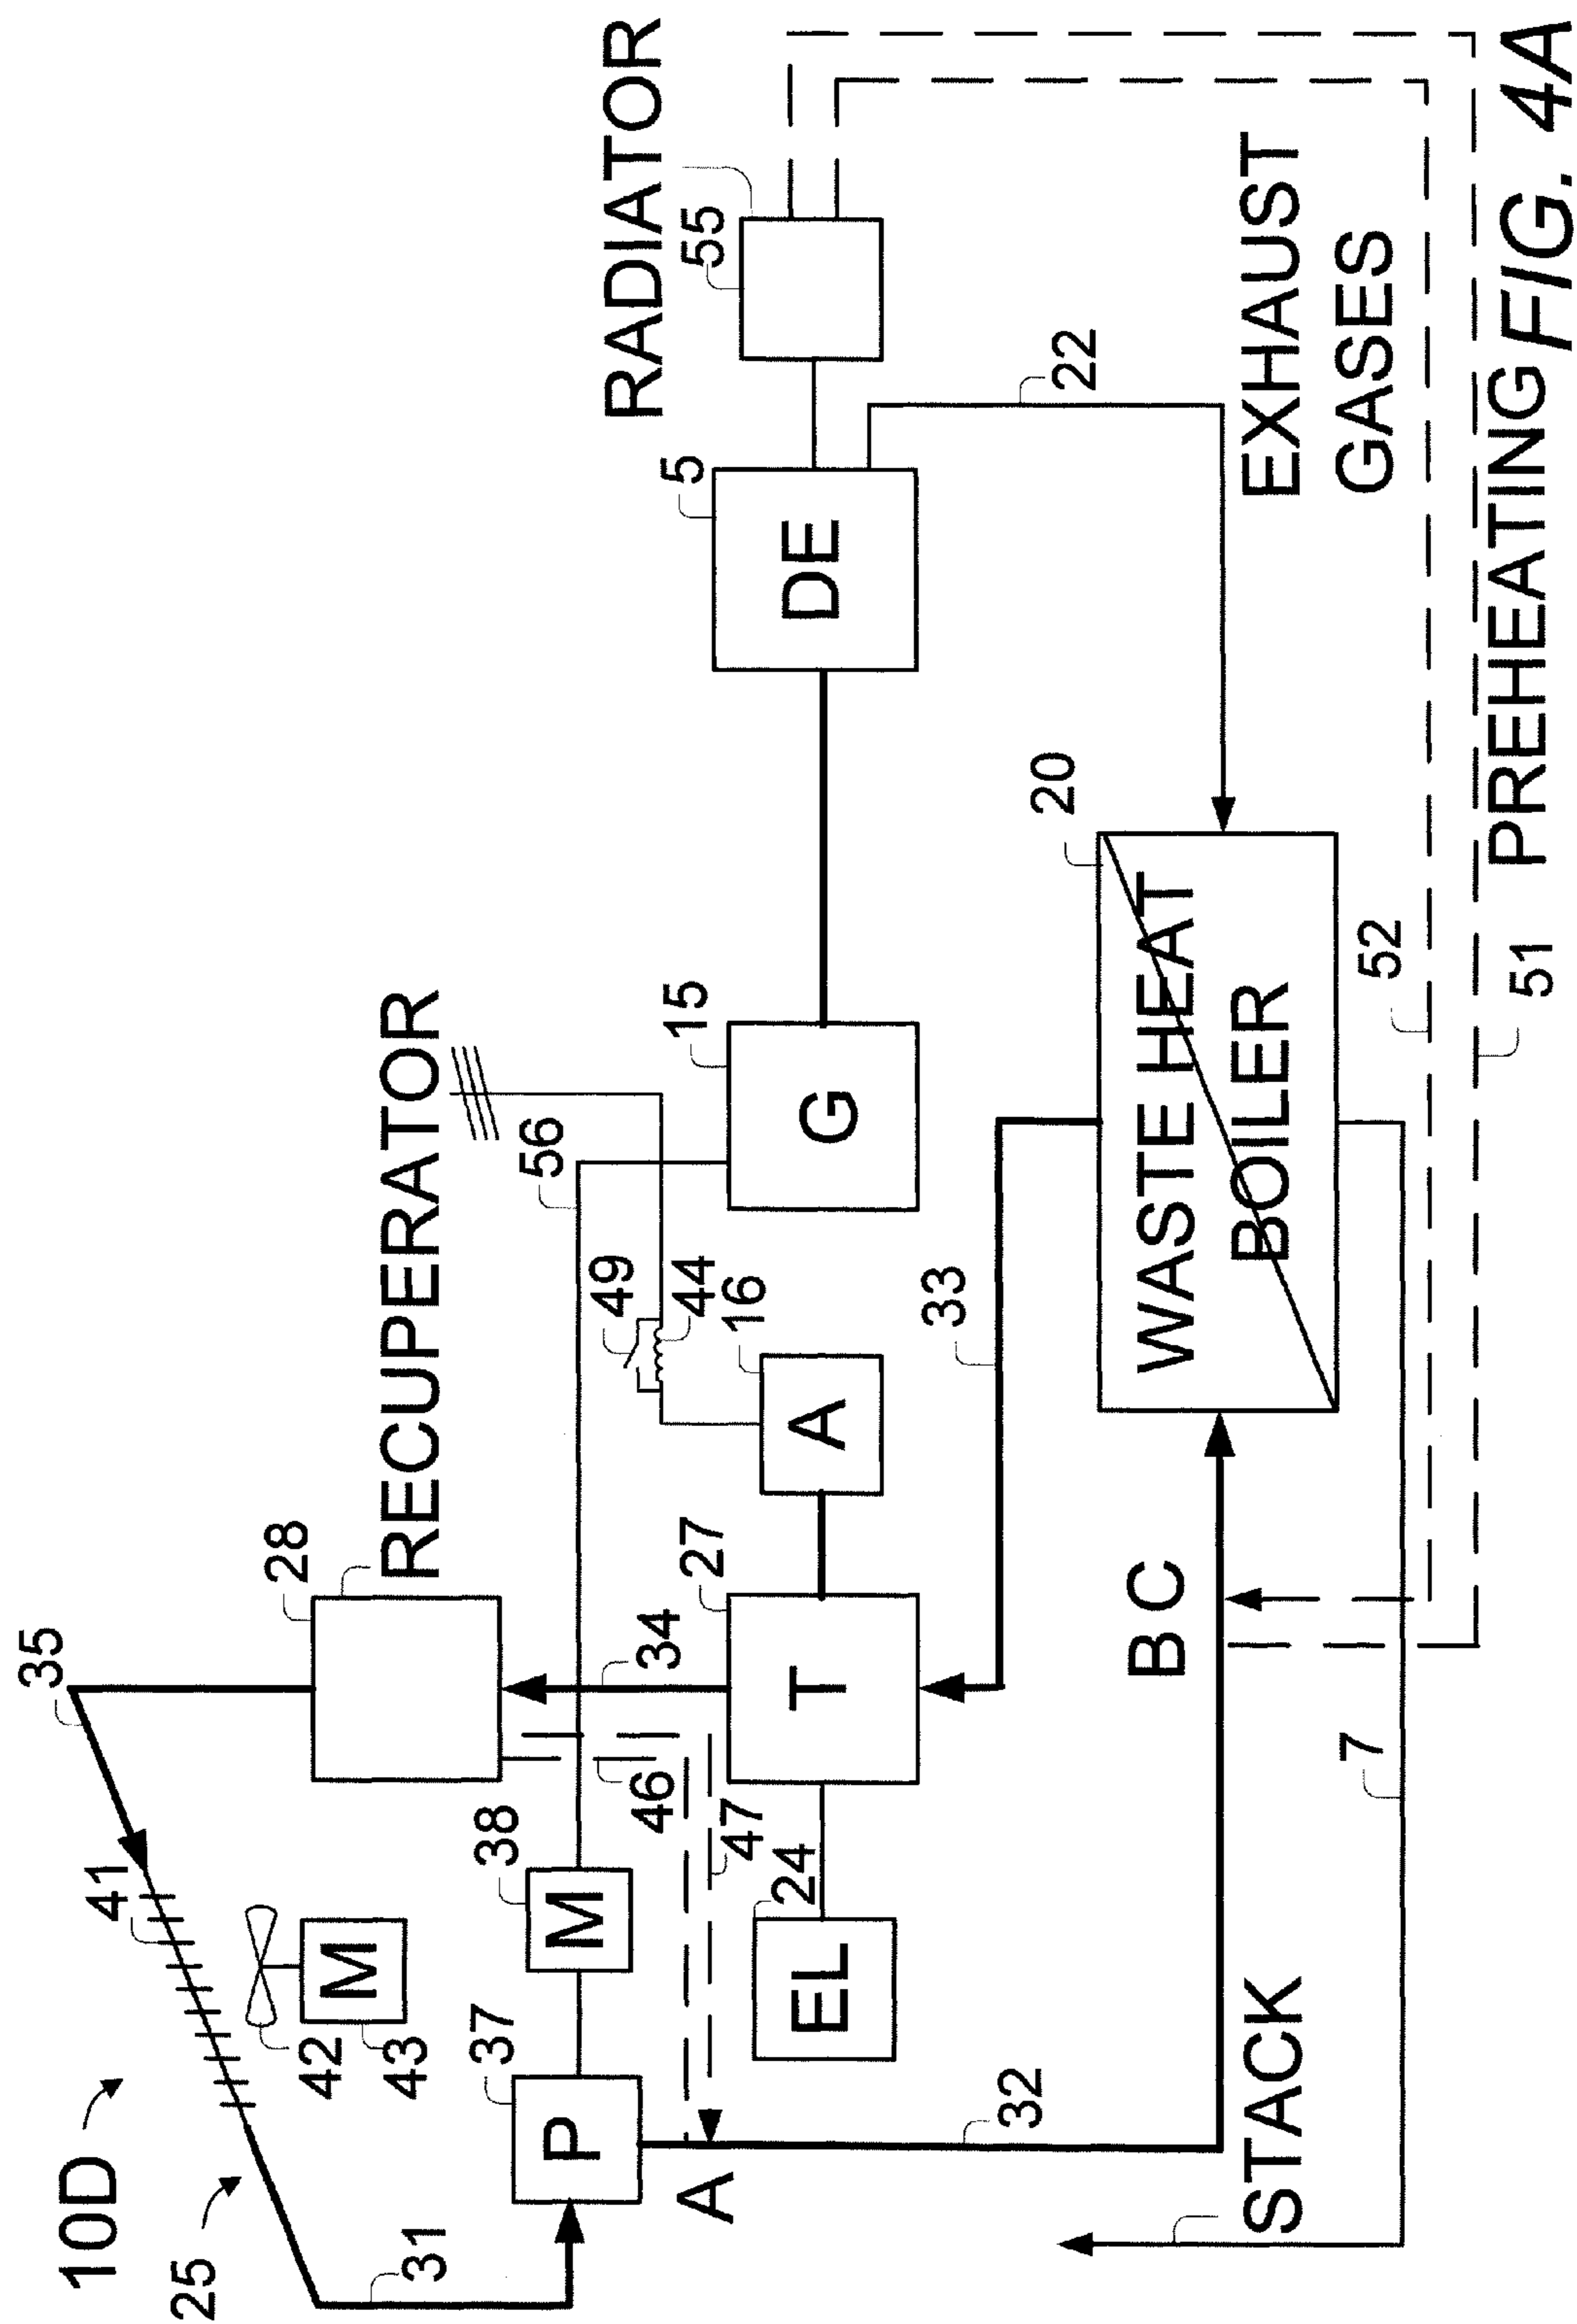 10D
35
41
25
28
42
M
43
RECUPERATOR
31
37
38
56
P
M
49
RADIATOR
46
34
44
5
15
55
A
47
27
16
24
EL
T
A
G
DE
33
32
20
22
B C
WASTE HEAT
BOILER
STACK
EXHAUST
GASES
7
52
51
PREHEATING
FIG. 4A